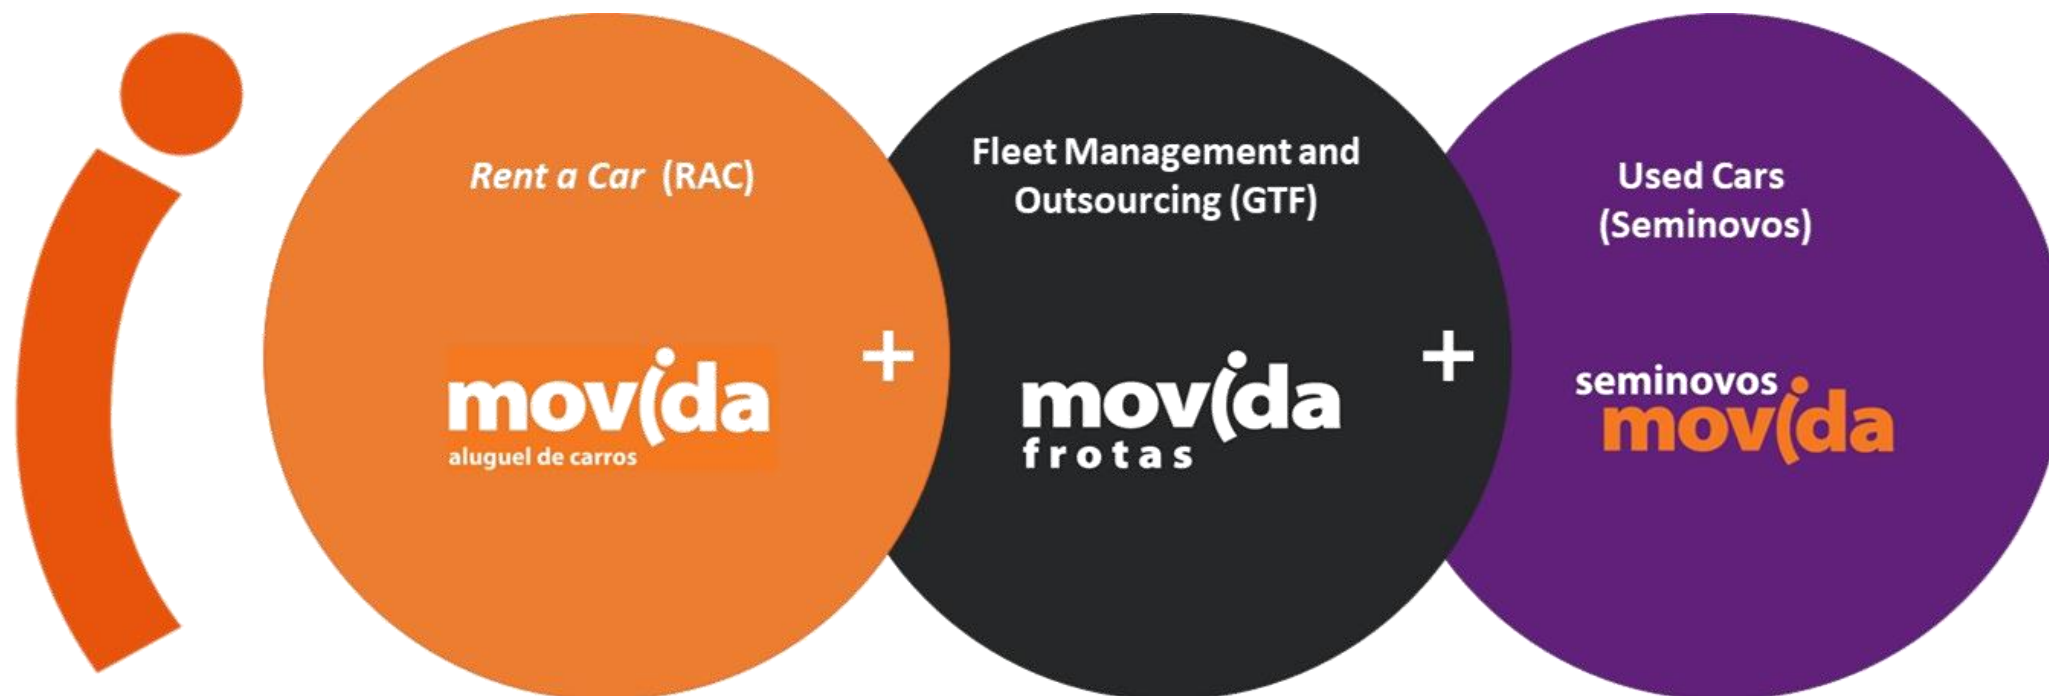 Rent a Car (RAC)
movida
aluguel de carros
+
Fleet Management and
Outsourcing (GTF)
movida
frotas
+
Used Cars
(Seminovos)
seminovos
movida